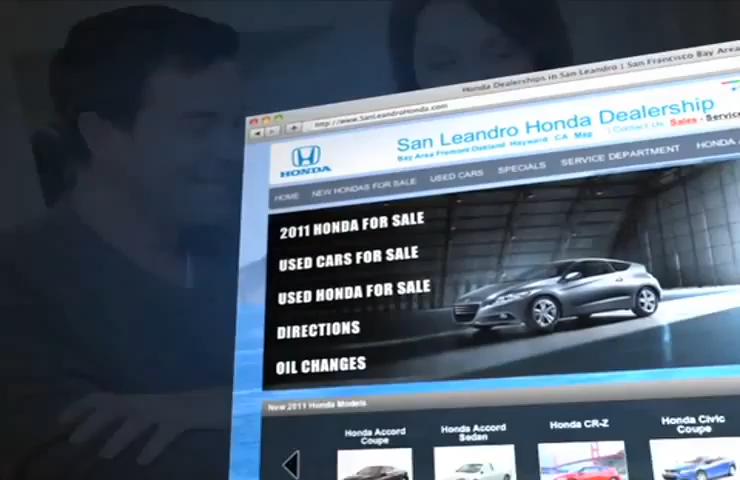 Honda Dealerships in San Leandro | San Francisco Bay Area
http://www.SanLeandroHonda.com
San Leandro Honda Dealership
Bay Area Fremont Oakland Hayward CA Map | Contact Us Sales - Service
HONDA
HOME NEW HONDAS FOR SALE USED CARS SPECIALS SERVICE DEPARTMENT HONDA
2011 HONDA FOR SALE
USED CARS FOR SALE
USED HONDA FOR SALE
DIRECTIONS
OIL CHANGES
New 2011 Honda Models
Honda Accord Coupe
Honda Accord Sedan
Honda CR-Z
Honda Civic Coupe